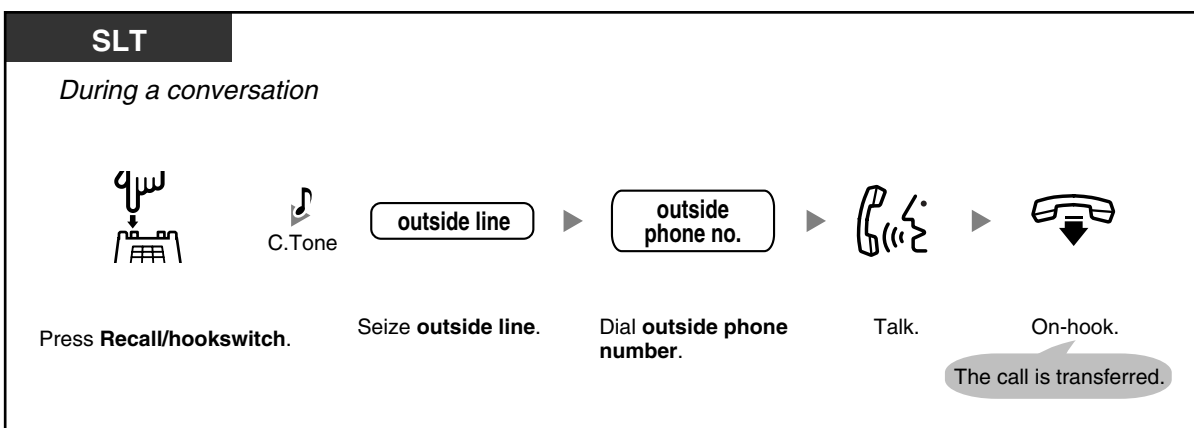 SLT
During a conversation
C.Tone
outside line
outside
phone no.
Press Recall/hookswitch.
Seize outside line.
Dial outside phone
number.
Talk.
On-hook.
The call is transferred.